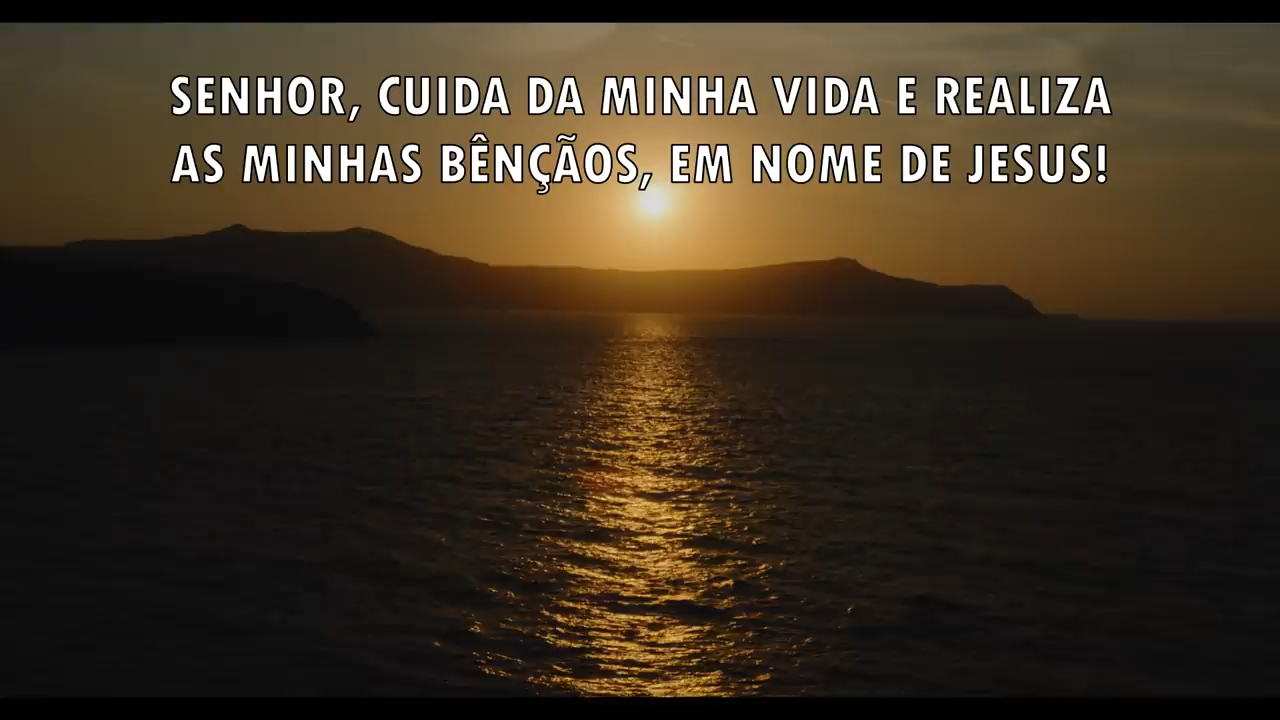 SENHOR, CUIDA DA MINHA VIDA E REALIZA
AS MINHAS BÊNÇÃOS, EM NOME DE JESUS!